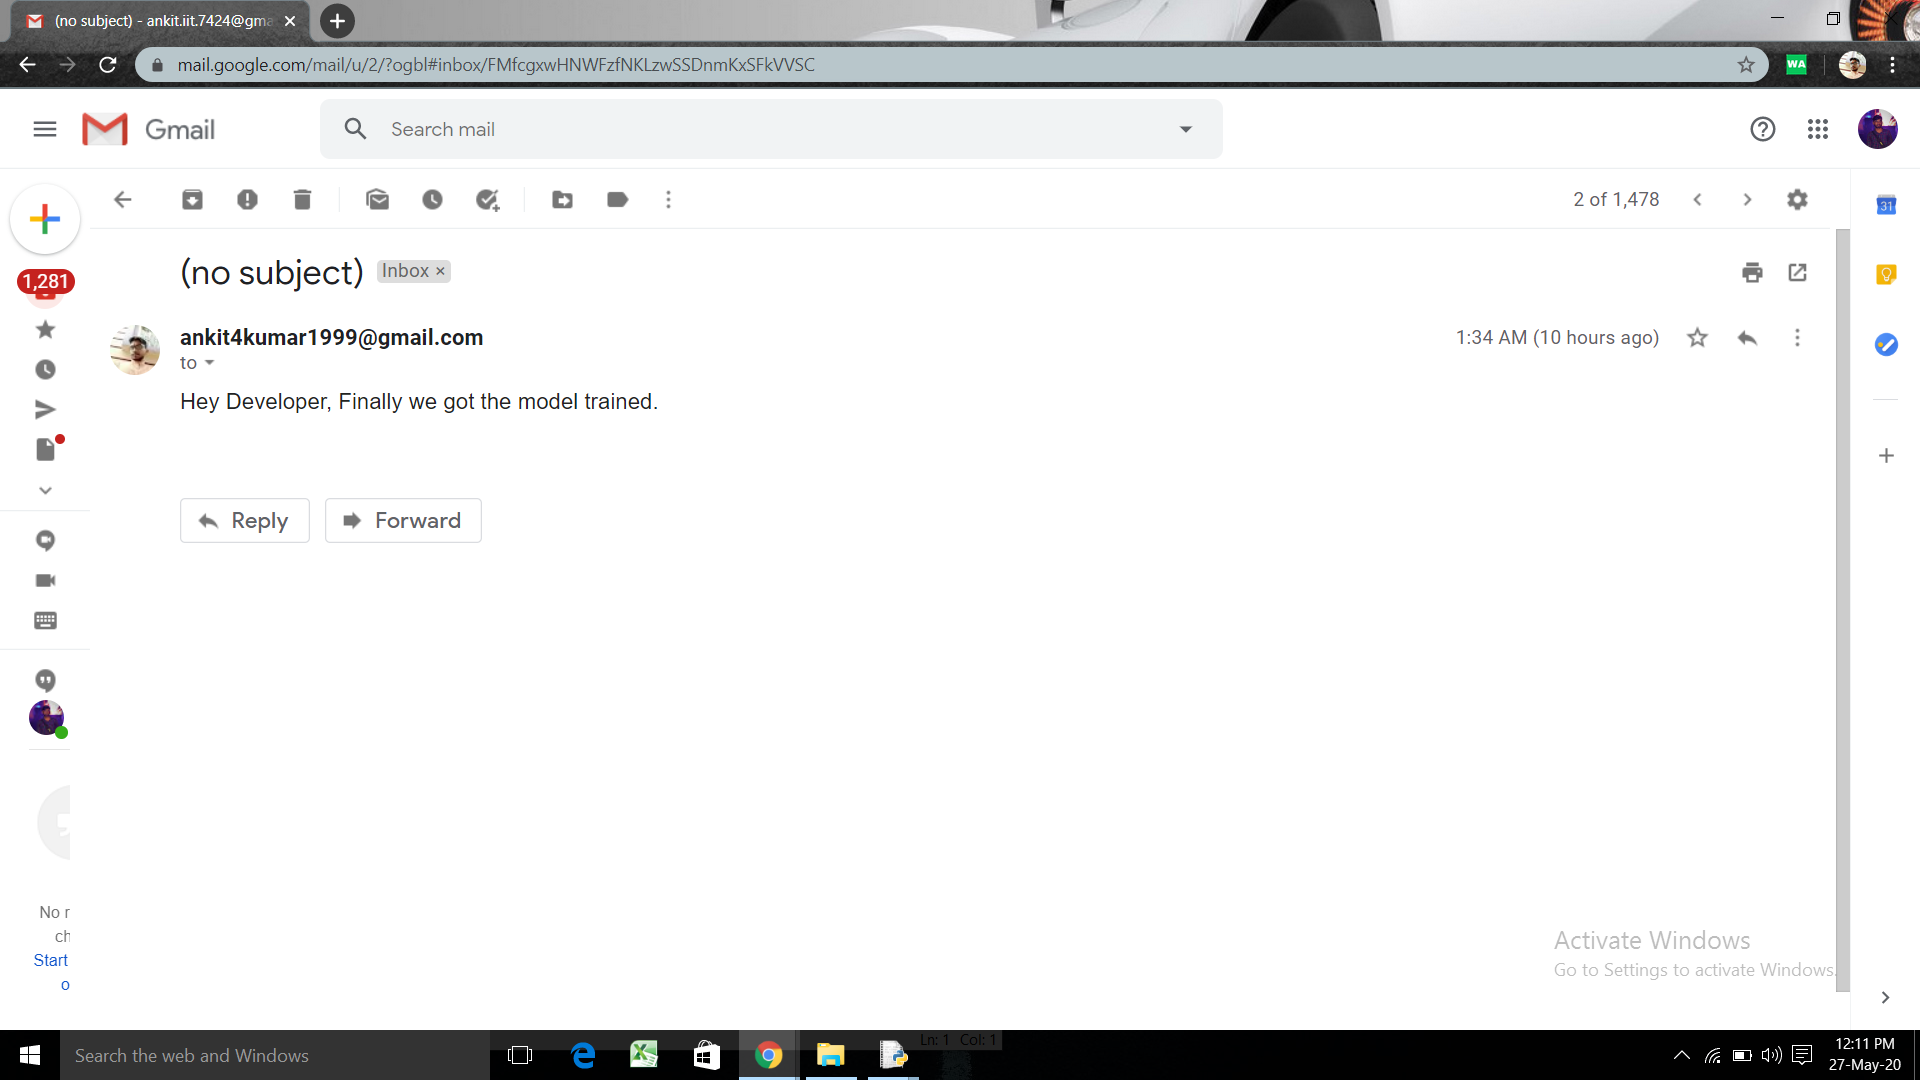 (no subject) - ankit.iit.7424@gma
mail.google.com/mail/u/2/?ogbl#inbox/FMfcgxwHNWFzfNKLzwSSDnmKxSFkVVSC
WA
Gmail
Search mail
2 of 1,478
31
(no subject)
Inbox ×
1,281
ankit4kumar1999@gmail.com
1:34 AM (10 hours ago)
to
Hey Developer, Finally we got the model trained.
Reply
Forward
No r
ch
Start
o
Activate Windows
Go to Settings to activate Windows.
Ln: 1 Col: 1
Search the web and Windows
12:11 PM
27-May-20